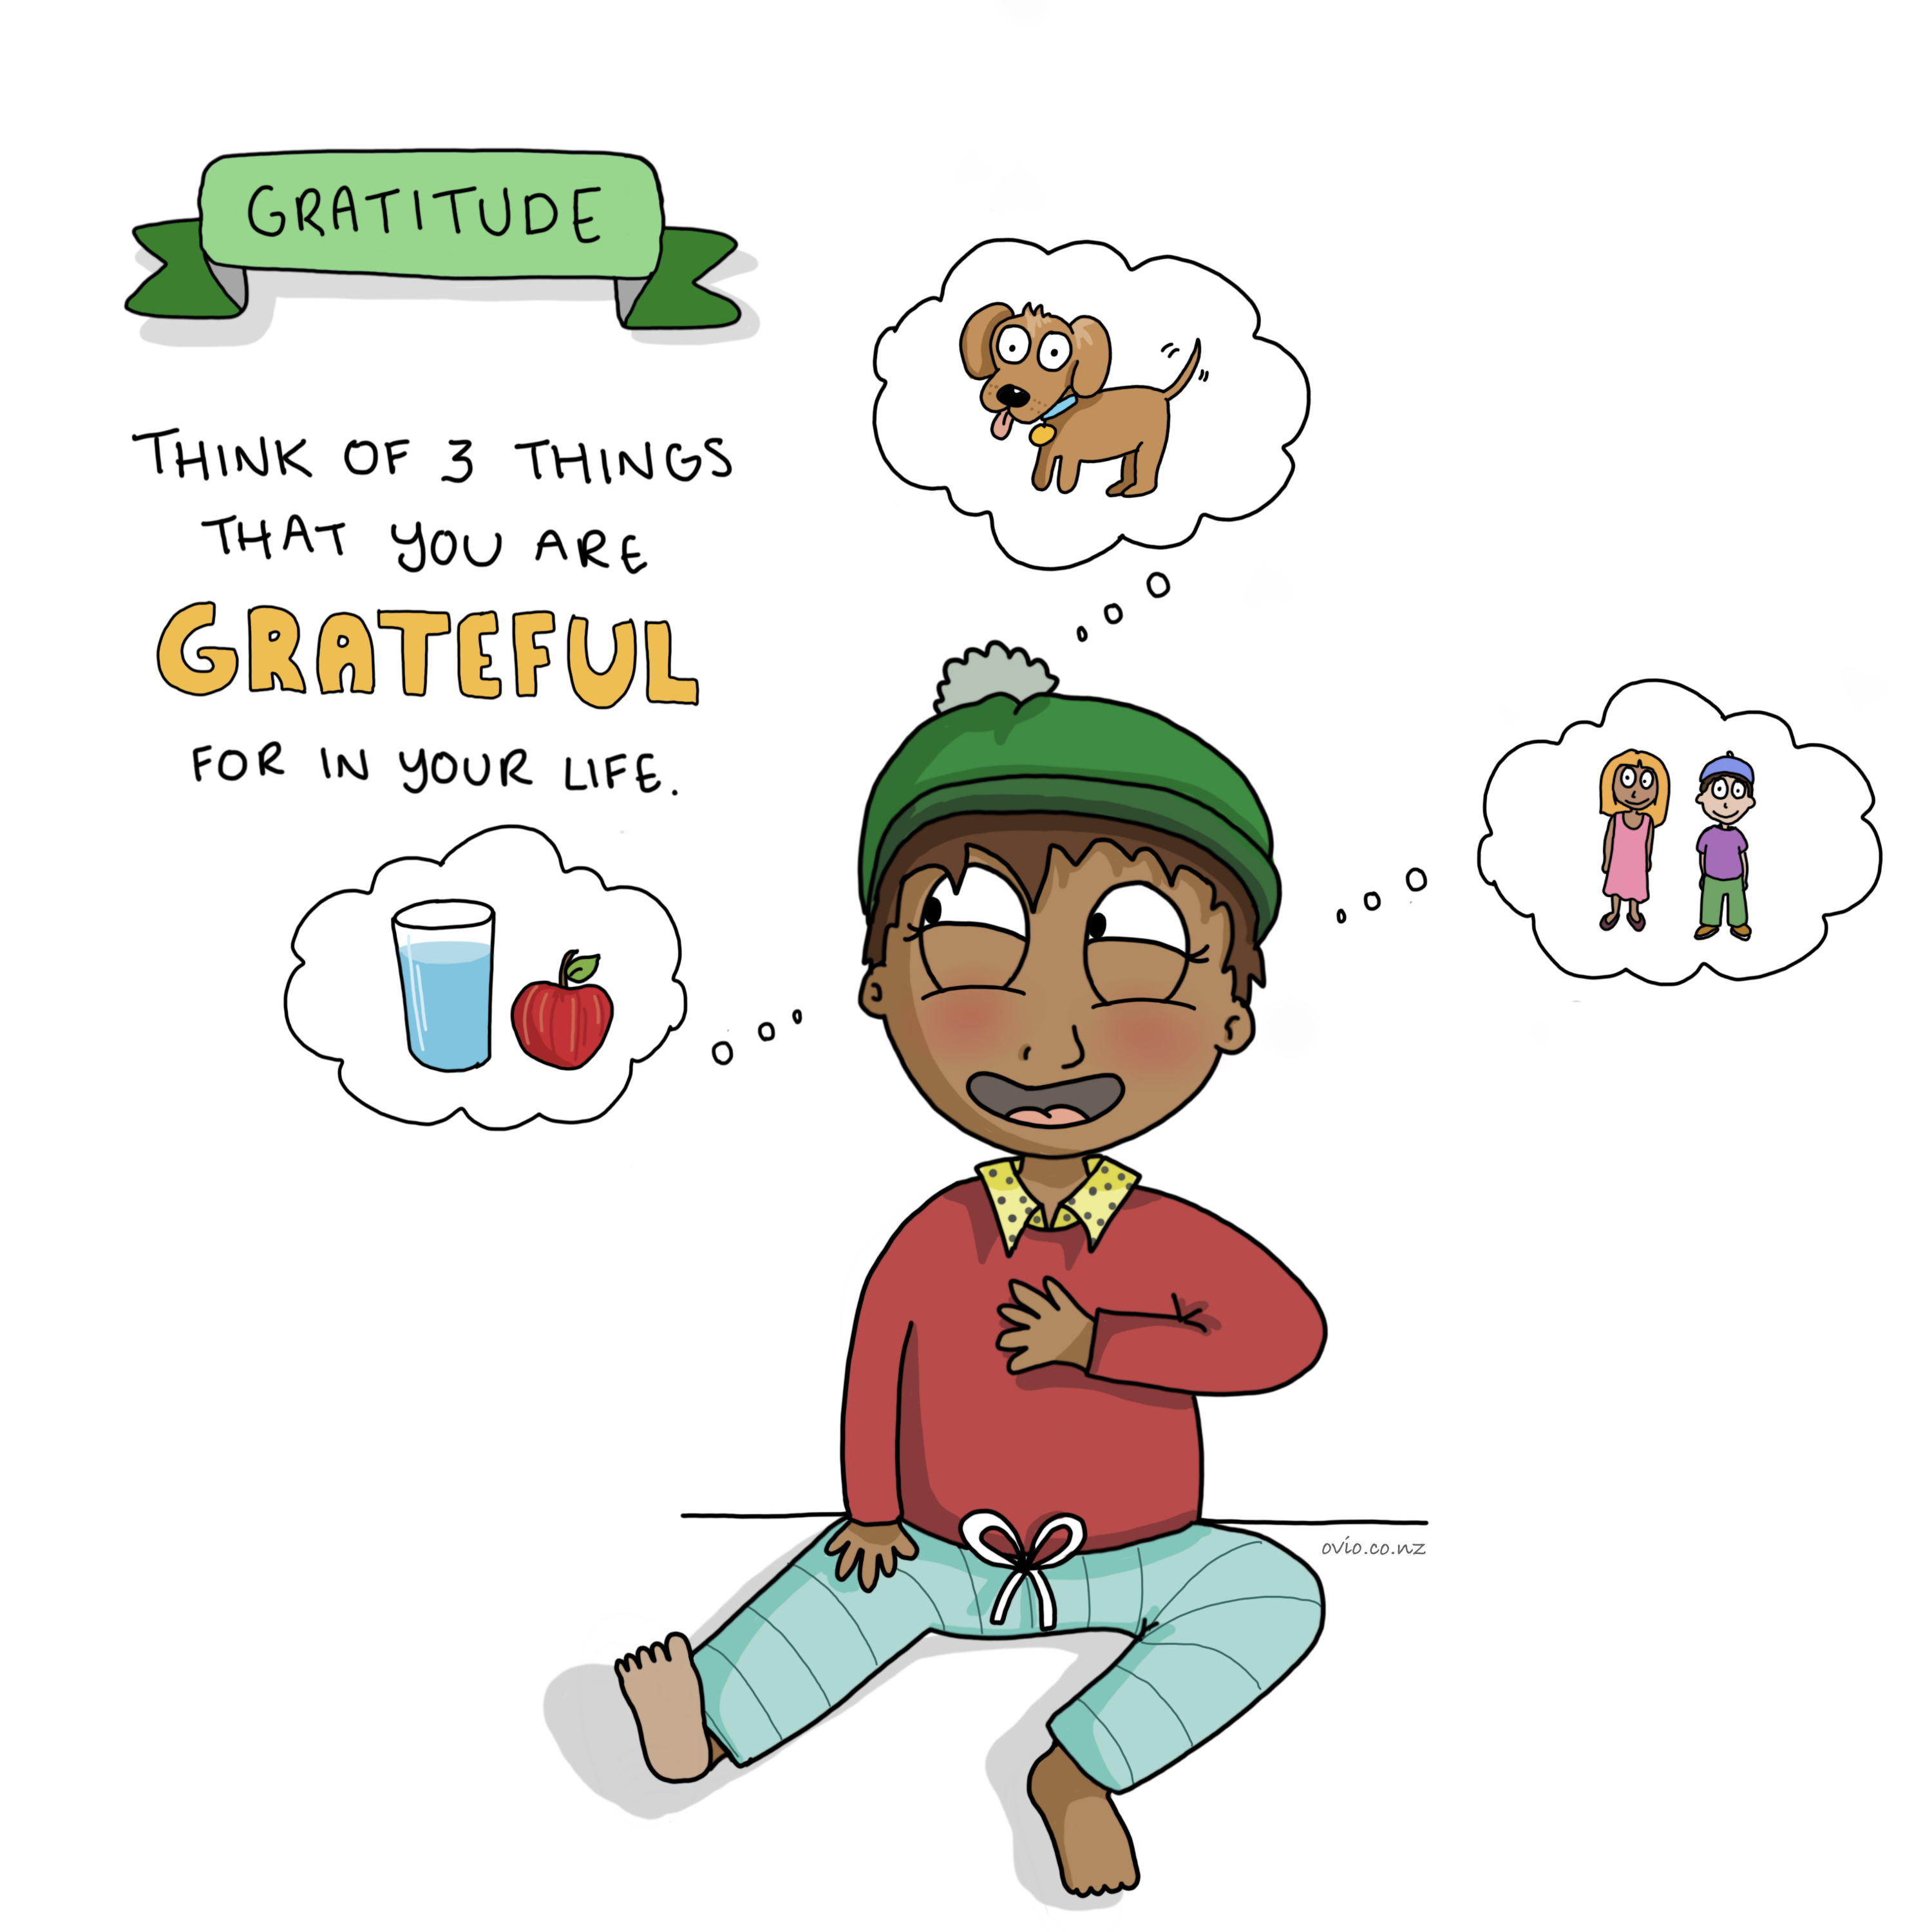 GRATITUDE
THINK OF 3 THINGS
THAT YOU ARE
GRATEFUL
FOR IN YOUR LIFE.
ovio.co.nz